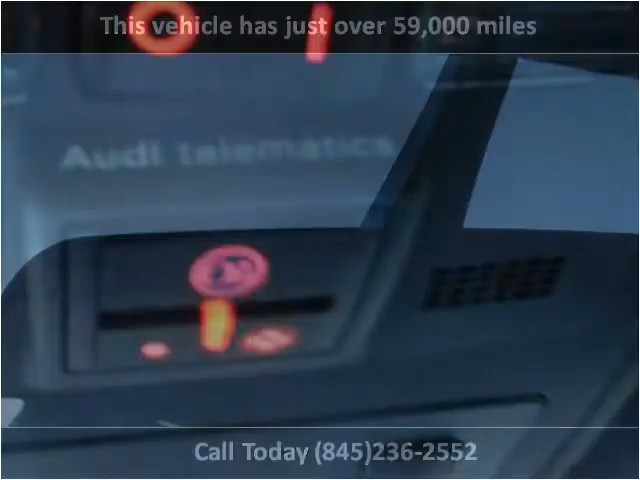 This vehicle has just over 59,000 miles
Audi telematics
Call Today (845)236-2552